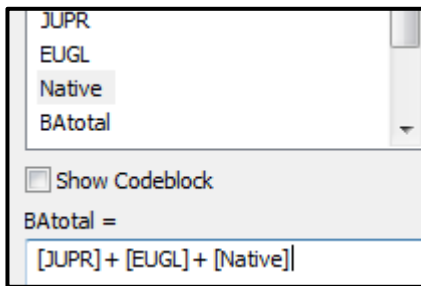 JUPR
EUGL
Native
BAtotal
Show Codeblock
BAtotal =
[JUPR] + [EUGL] + [Native]